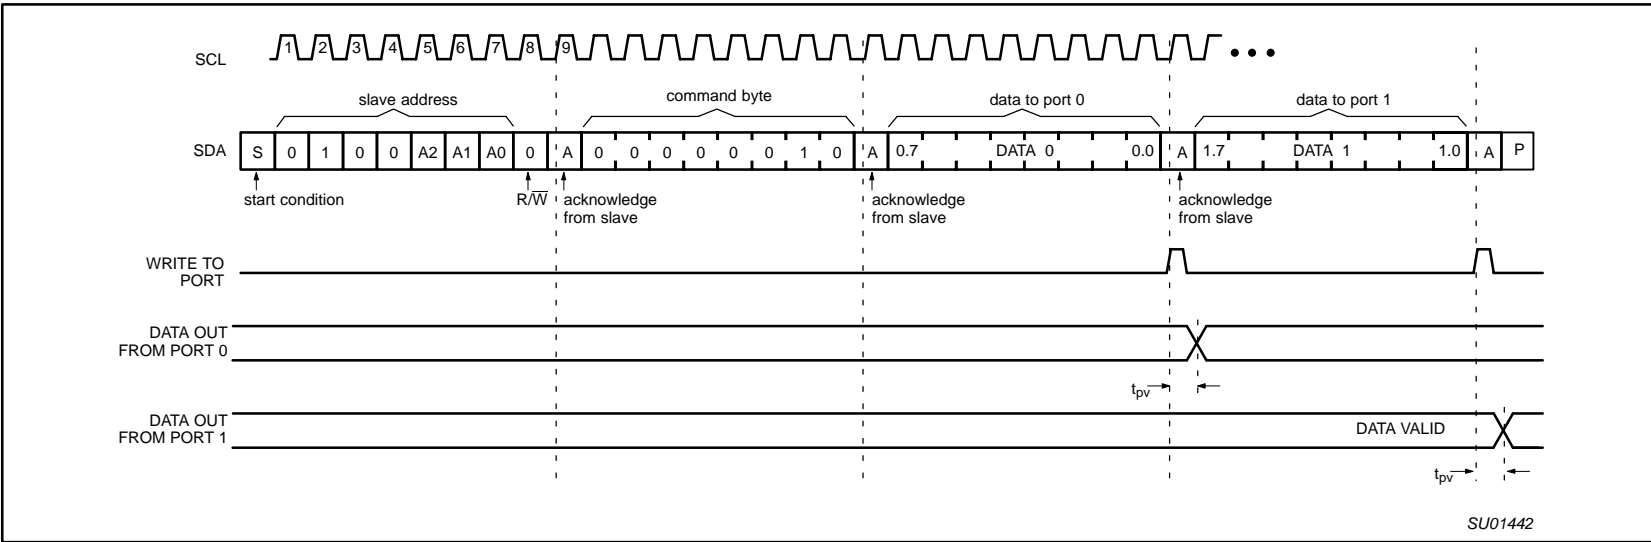 SCL 1 2 3 4 5 6 7 8 9
slave address command byte data to port 0 data to port 1
SDA S 0 1 0 0 A2 A1 A0 0 A 0 0 0 0 0 0 1 0 A 0.7 DATA 0 0.0 A 1.7 DATA 1 1.0 A P
start condition R/W acknowledge acknowledge acknowledge
from slave from slave from slave
WRITE TO
PORT
DATA OUT
FROM PORT 0
tpv
DATA OUT
FROM PORT 1
DATA VALID
tpv
SU01442